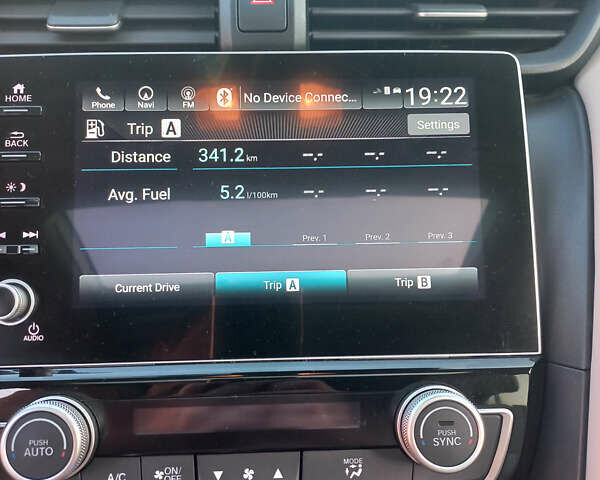 HOME
Phone
Navi
FM
No Device Connec...
19:22
BACK
Trip A
Settings
Distance 341.2 km --.- --.- --.-
Avg. Fuel 5.2 l/100km --.- --.- --.-
A Prev. 1 Prev. 2 Prev. 3
Current Drive
Trip A
Trip B
AUDIO
PUSH
AUTO
PUSH
SYNC
A/C
ON/
OFF
MODE